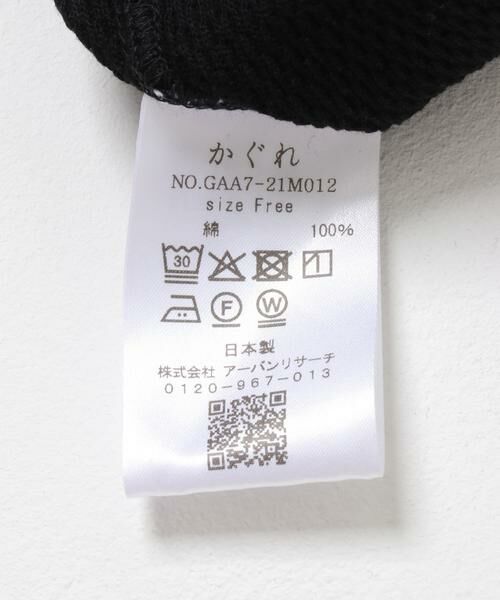 かぐれ
NO.GAA7-21M012
size Free
綿 100%
30
F W
日本製
株式会社 アーバンリサーチ
0120-967-013